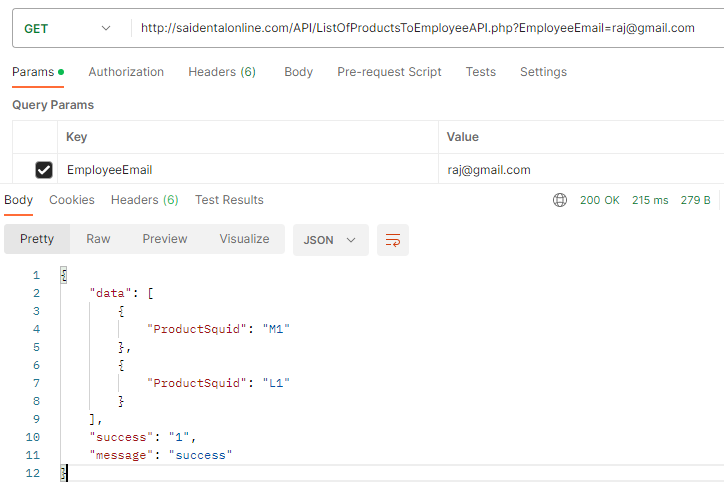 GET http://saidentalonline.com/API/ListOfProductsToEmployeeAPI.php?EmployeeEmail=raj@gmail.com
Params Authorization Headers (6) Body Pre-request Script Tests Settings
Query Params
Key Value
EmployeeEmail raj@gmail.com
Body Cookies Headers (6) Test Results 200 OK 215 ms 279 B
Pretty Raw Preview Visualize JSON
1 {
2 "data": [
3 {
4 "ProductSquid": "M1"
5 },
6 {
7 "ProductSquid": "L1"
8 }
9 ],
10 "success": "1",
11 "message": "success"
12 }